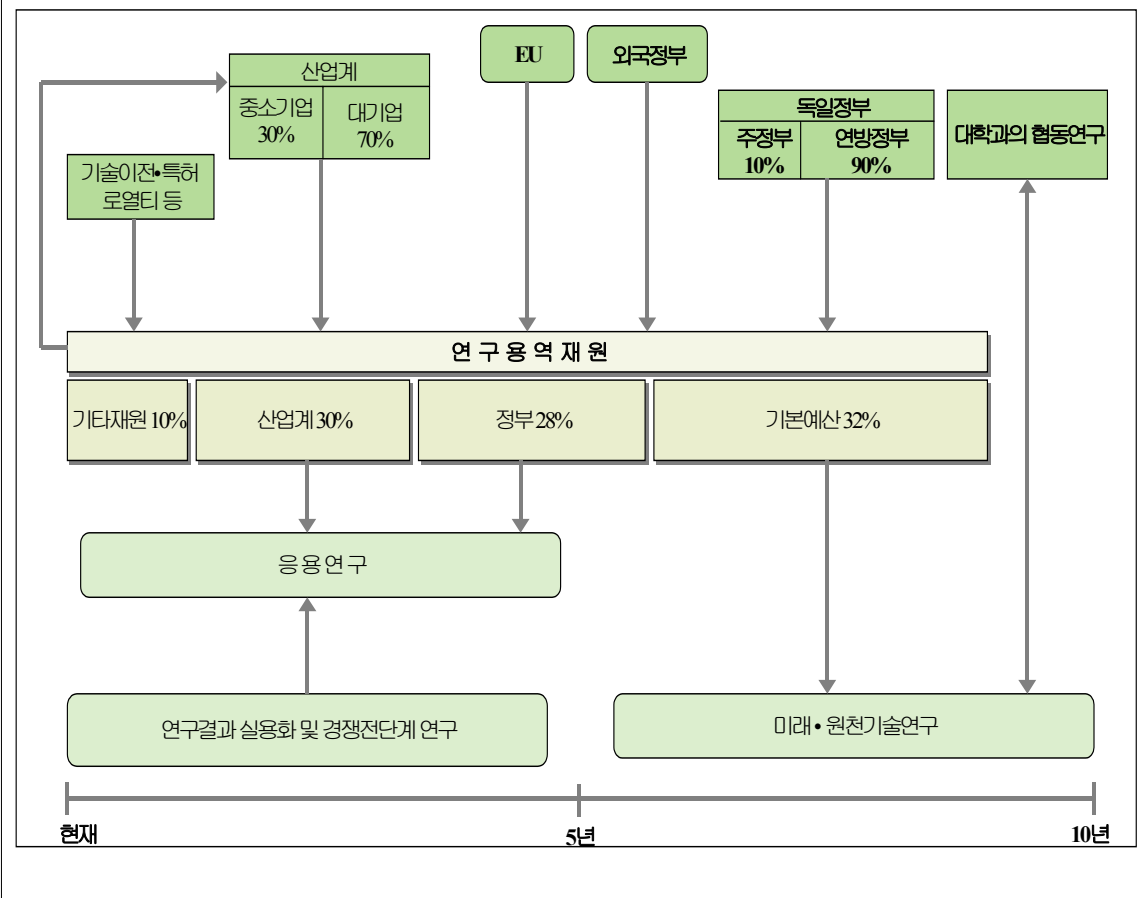 EU
외국정부
산업계
중소기업
30%
대기업
70%
독일정부
주정부
10%
연방정부
90%
대학과의 협동연구
기술이전•특허
로열티 등
연 구 용 역 재 원
기타재원 10%
산업계 30%
정부 28%
기본예산 32%
응용연구
연구결과 실용화 및 경쟁전단계 연구
미래 • 원천기술연구
현재
5년
10년